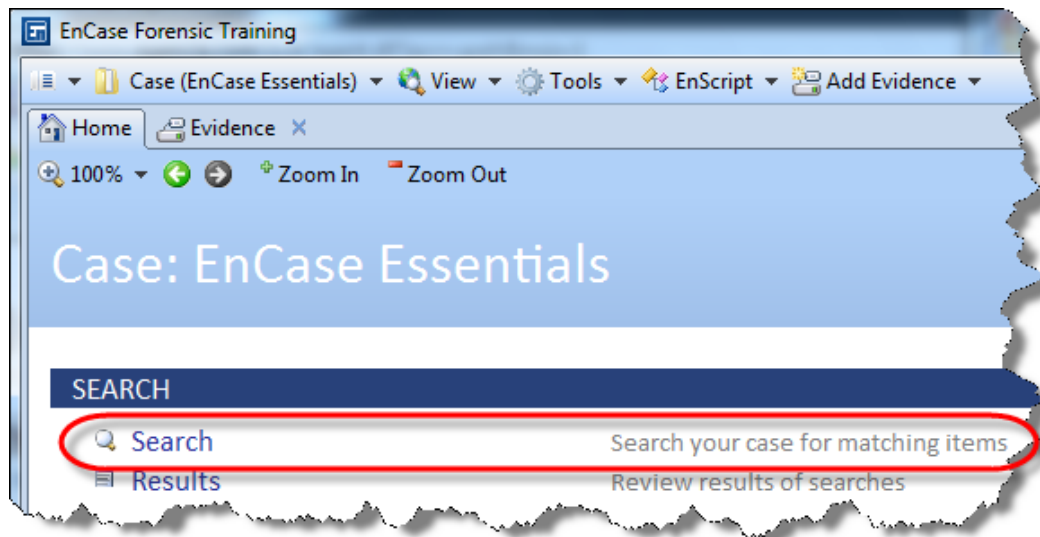 EnCase Forensic Training
Case (EnCase Essentials) View Tools EnScript Add Evidence
Home Evidence
100% Zoom In Zoom Out
Case: EnCase Essentials
SEARCH
Search Search your case for matching items
Results Review results of searches